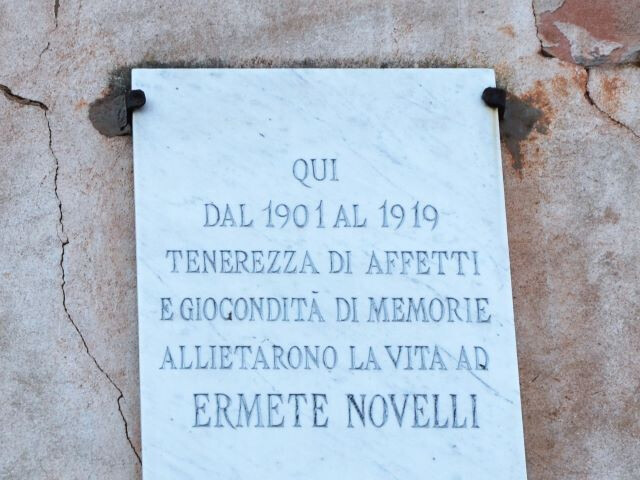 QUI
DAL 1901 AL 1919
TENEREZZA DI AFFETTI
E GIOCONDITÀ DI MEMORIE
ALLIETARONO LA VITA AD
ERMETE NOVELLI